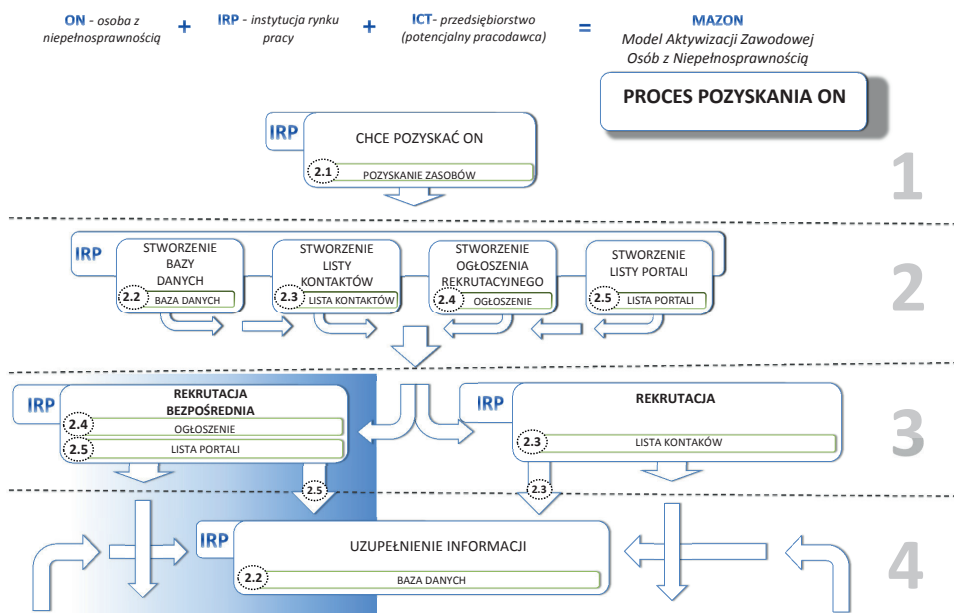 ON - osoba z niepełnosprawnością + IRP - instytucja rynku pracy + ICT- przedsiębiorstwo (potencjalny pracodawca) = MAZON
Model Aktywizacji Zawodowej
Osób z Niepełnosprawnością
PROCES POZYSKANIA ON
IRP
CHCE POZYSKAĆ ON
2.1 POZYSKANIE ZASOBÓW
1
IRP
STWORZENIE
BAZY
DANYCH
2.2 BAZA DANYCH
STWORZENIE
LISTY
KONTAKTÓW
2.3 LISTA KONTAKTÓW
STWORZENIE
OGŁOSZENIA
REKRUTACYJNEGO
2.4 OGŁOSZENIE
STWORZENIE
LISTY PORTALI
2.5 LISTA PORTALI
2
IRP
REKRUTACJA
BEZPOŚREDNIA
2.4 OGŁOSZENIE
2.5 LISTA PORTALI
IRP
REKRUTACJA
2.3 LISTA KONTAKÓW
3
2.5
2.3
IRP
UZUPEŁNIENIE INFORMACJI
2.2 BAZA DANYCH
4